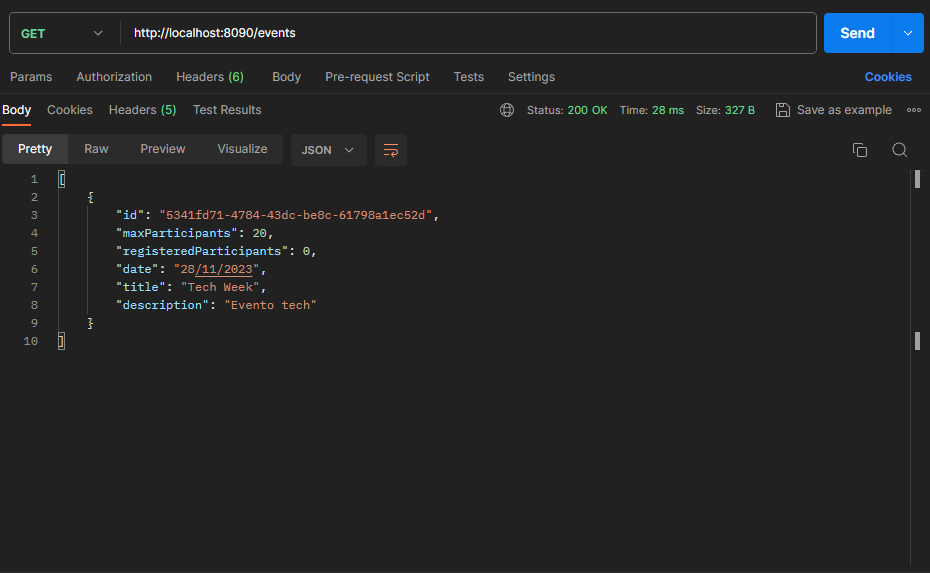 GET http://localhost:8090/events Send
Params Authorization Headers (6) Body Pre-request Script Tests Settings Cookies
Body Cookies Headers (5) Test Results Status: 200 OK Time: 28 ms Size: 327 B Save as example
Pretty Raw Preview Visualize JSON
1 [
2 {
3 "id": "5341fd71-4784-43dc-be8c-61798a1ec52d",
4 "maxParticipants": 20,
5 "registeredParticipants": 0,
6 "date": "28/11/2023",
7 "title": "Tech Week",
8 "description": "Evento tech"
9 }
10 ]